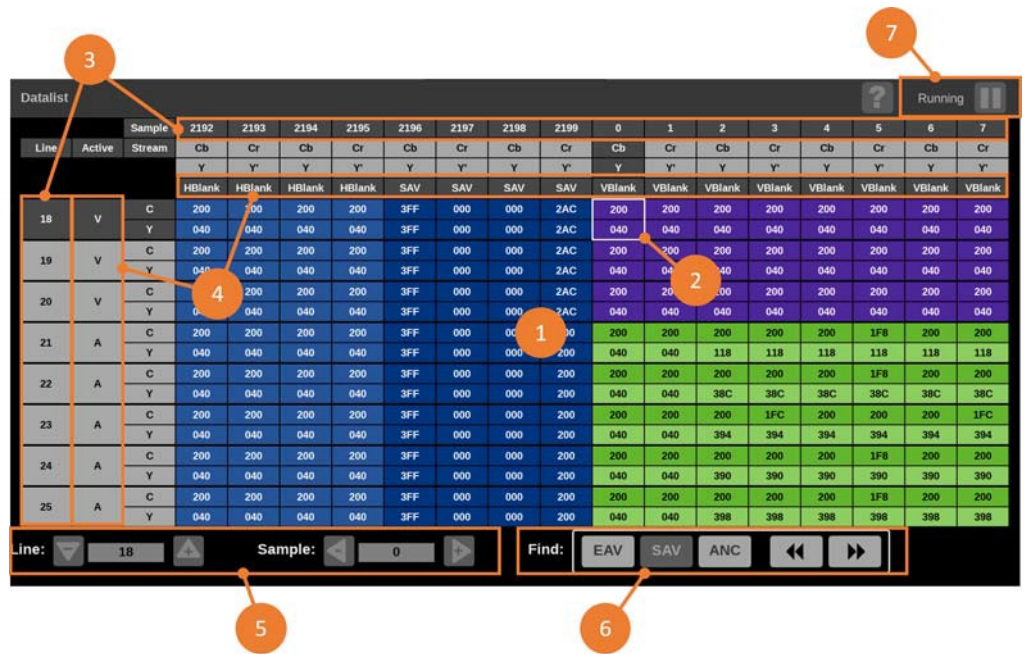 7
3
Datalist ? Running
Sample 2192 2193 2194 2195 2196 2197 2198 2199 0 1 2 3 4 5 6 7
Line Active Stream Cb Cr Cb Cr Cb Cr Cb Cr Cb Cr Cb Cr Cb Cr Cb Cr
Y Y' Y Y' Y Y' Y Y' Y Y' Y Y' Y Y' Y Y'
HBlank HBlank HBlank HBlank SAV SAV SAV SAV VBlank VBlank VBlank VBlank VBlank VBlank VBlank VBlank
18 V C 200 200 200 200 3FF 000 000 2AC 200 200 200 200 200 200 200 200
Y 040 040 040 040 3FF 000 000 2AC 040 040 040 040 040 040 040 040
19 V C 200 200 200 200 3FF 000 000 2AC 200 200 200 200 200 200 200 200
Y 040 040 040 040 3FF 000 000 2AC 040 040 040 040 040 040 040
4 2
20 V C 200 200 200 3FF 000 000 2AC 200 200 200 200 200 200 200 200
Y 040 040 040 3FF 000 000 2AC 040 040 040 040 040 040 040 040
21 A C 200 200 200 200 3FF 000 200 200 200 200 200 1F8 200 200
1
Y 040 040 040 040 3FF 000 000 200 040 040 118 118 118 118 118 118
22 A C 200 200 200 200 3FF 000 000 200 200 200 200 200 200 1F8 200 200
Y 040 040 040 040 3FF 000 000 200 040 040 38C 38C 38C 38C 38C 38C
23 A C 200 200 200 200 3FF 000 000 200 200 200 200 1FC 200 200 200 1FC
Y 040 040 040 040 3FF 000 000 200 040 040 394 394 394 394 394 394
24 A C 200 200 200 200 3FF 000 000 200 200 200 200 200 200 1F8 200 200
Y 040 040 040 040 3FF 000 000 200 040 040 390 390 390 390 390 390
25 A C 200 200 200 200 3FF 000 000 200 200 200 200 200 200 1F8 200 200
Y 040 040 040 040 3FF 000 000 200 040 040 398 398 398 398 398 398
Line: 18 Sample: 0 Find: EAV SAV ANC
5 6